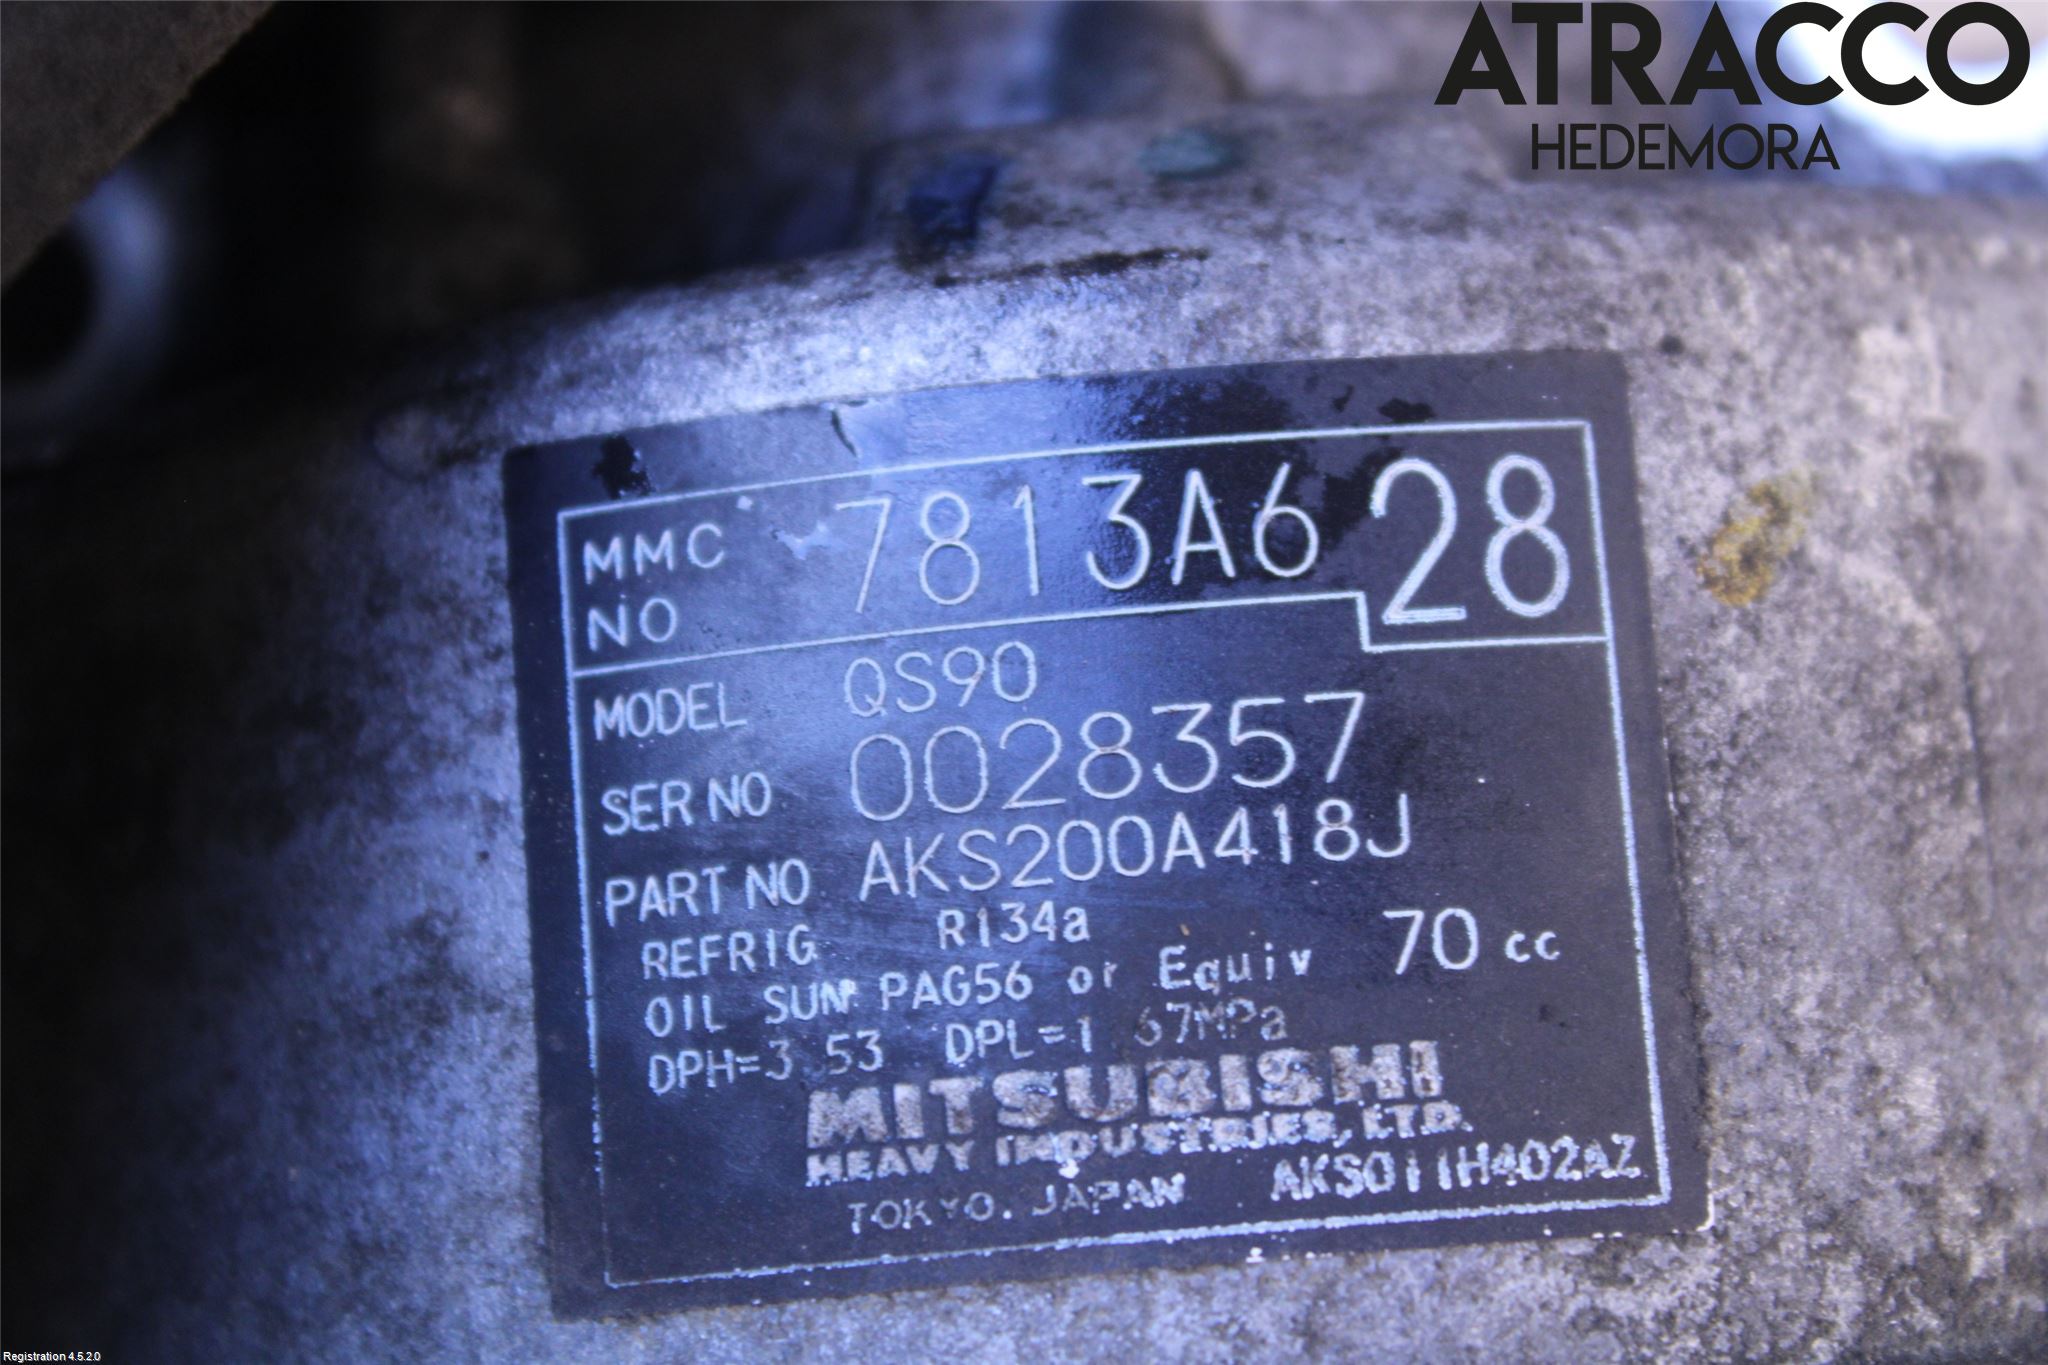 ATRACCO
HEDEMORA
MMC NO 7813A628
MODEL QS90
SER NO 0028357
PART NO AKS200A418J
REFRIG R134a
OIL SUN PAG56 or Equiv 70 cc
DPH=3.53 DPL=1.67MPa
MITSUBISHI
HEAVY INDUSTRIES, LTD.
TOKYO. JAPAN AKS011H402AZ
Registration 4.5.2.0